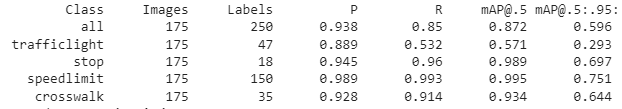 Class Images Labels P R mAP@.5 mAP@.5:.95:
all 175 250 0.938 0.85 0.872 0.596
trafficlight 175 47 0.889 0.532 0.571 0.293
stop 175 18 0.945 0.96 0.989 0.697
speedlimit 175 150 0.989 0.993 0.995 0.751
crosswalk 175 35 0.928 0.914 0.934 0.644